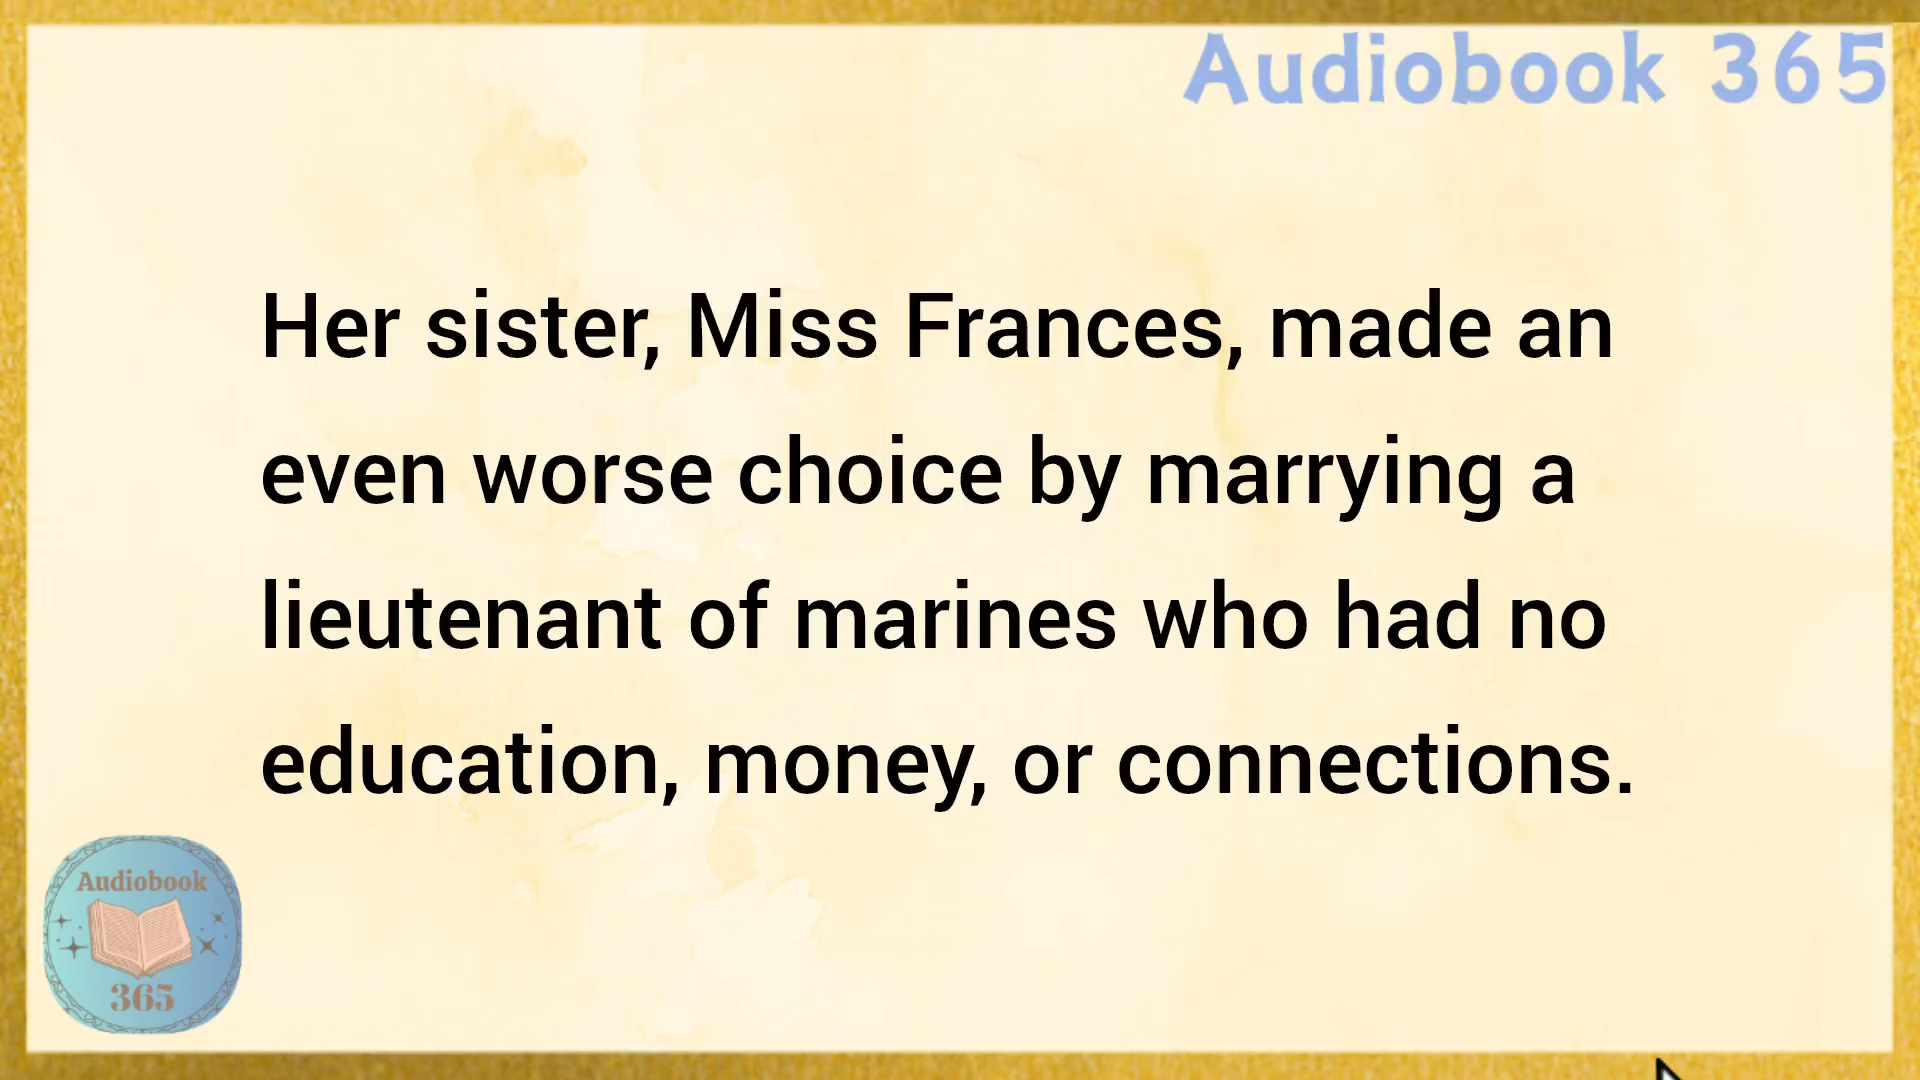 Audiobook 365
Her sister, Miss Frances, made an
even worse choice by marrying a
lieutenant of marines who had no
education, money, or connections.
Audiobook
365